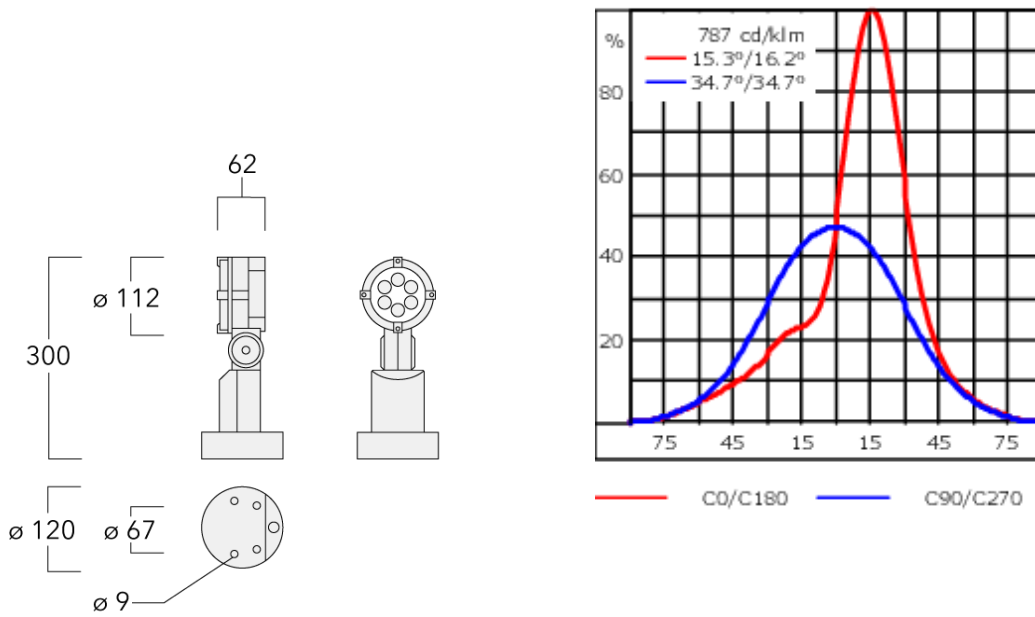 62
ø 112
300
ø 120
ø 67
ø 9
%
787 cd/klm
15.3º/16.2º
34.7º/34.7º
80
60
40
20
75 45 15 15 45 75
C0/C180 C90/C270